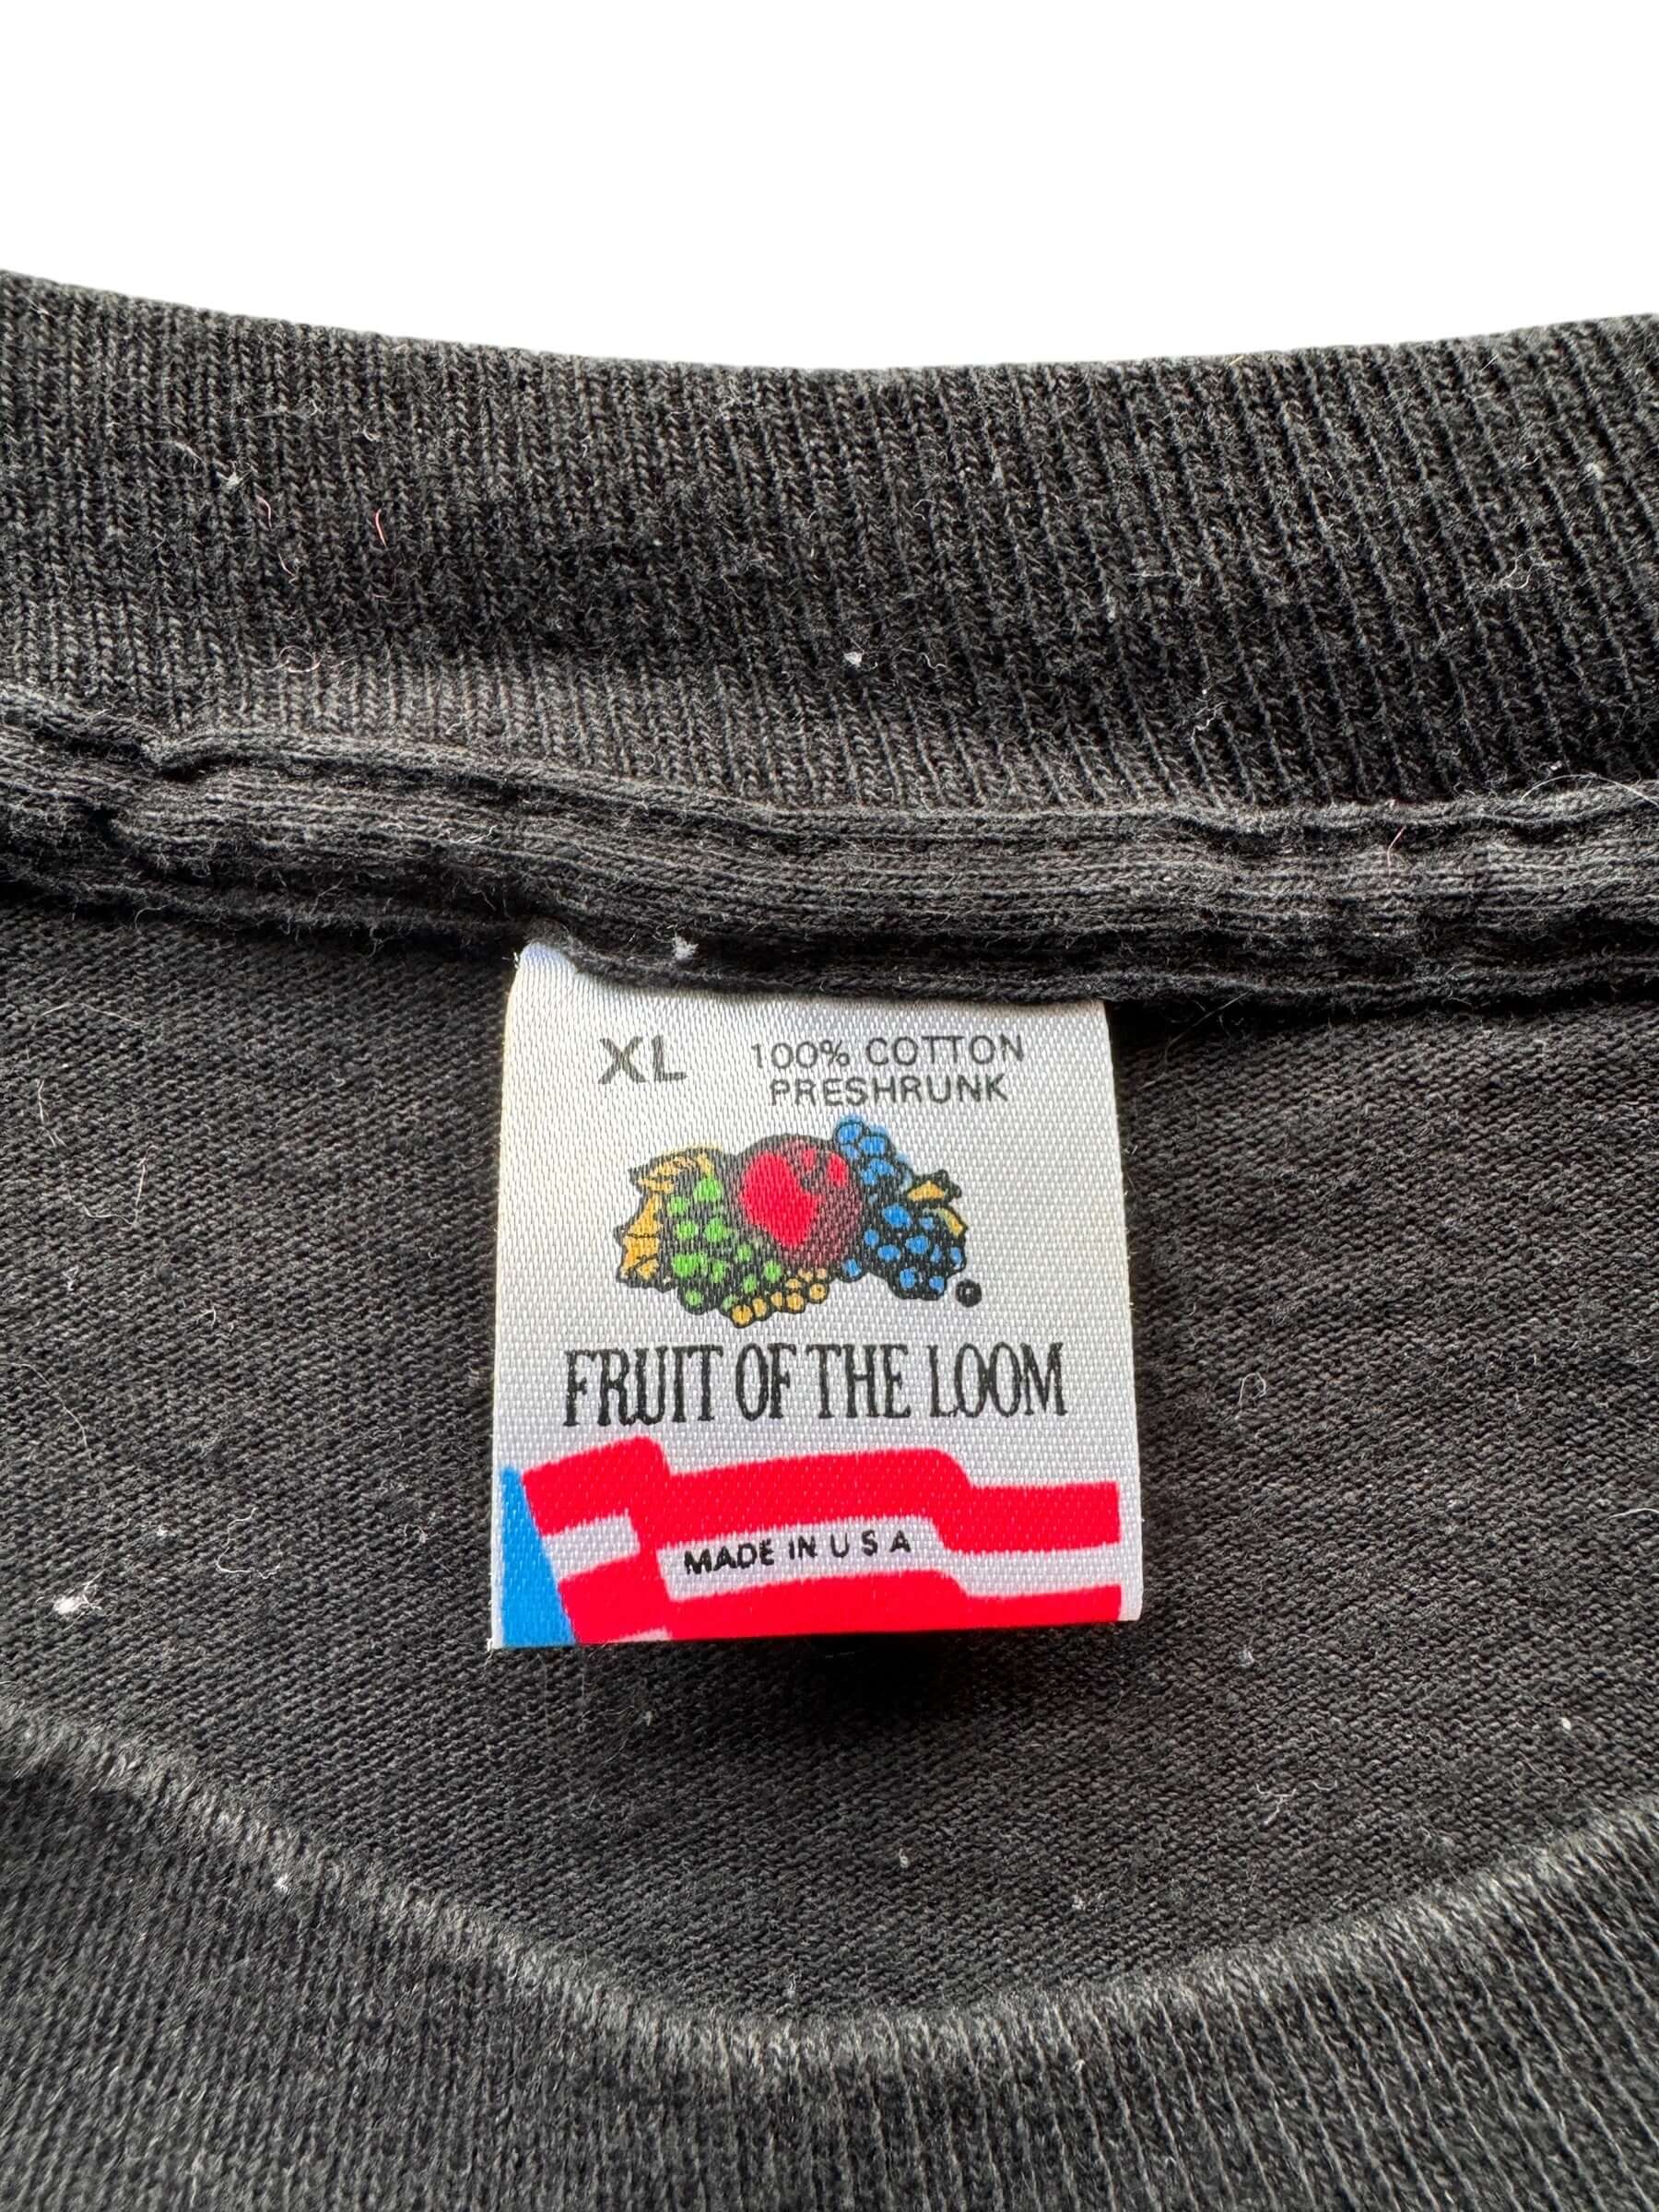 XL 100% COTTON
PRESHRUNK
FRUIT OF THE LOOM
MADE IN U S A